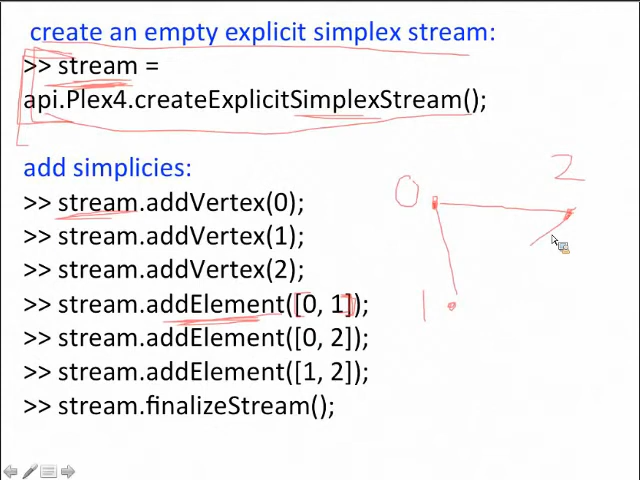 create an empty explicit simplex stream:
>> stream =
api.Plex4.createExplicitSimplexStream();
add simplicies:
>> stream.addVertex(0);
>> stream.addVertex(1);
>> stream.addVertex(2);
>> stream.addElement([0, 1]);
>> stream.addElement([0, 2]);
>> stream.addElement([1, 2]);
>> stream.finalizeStream();
2
0
1